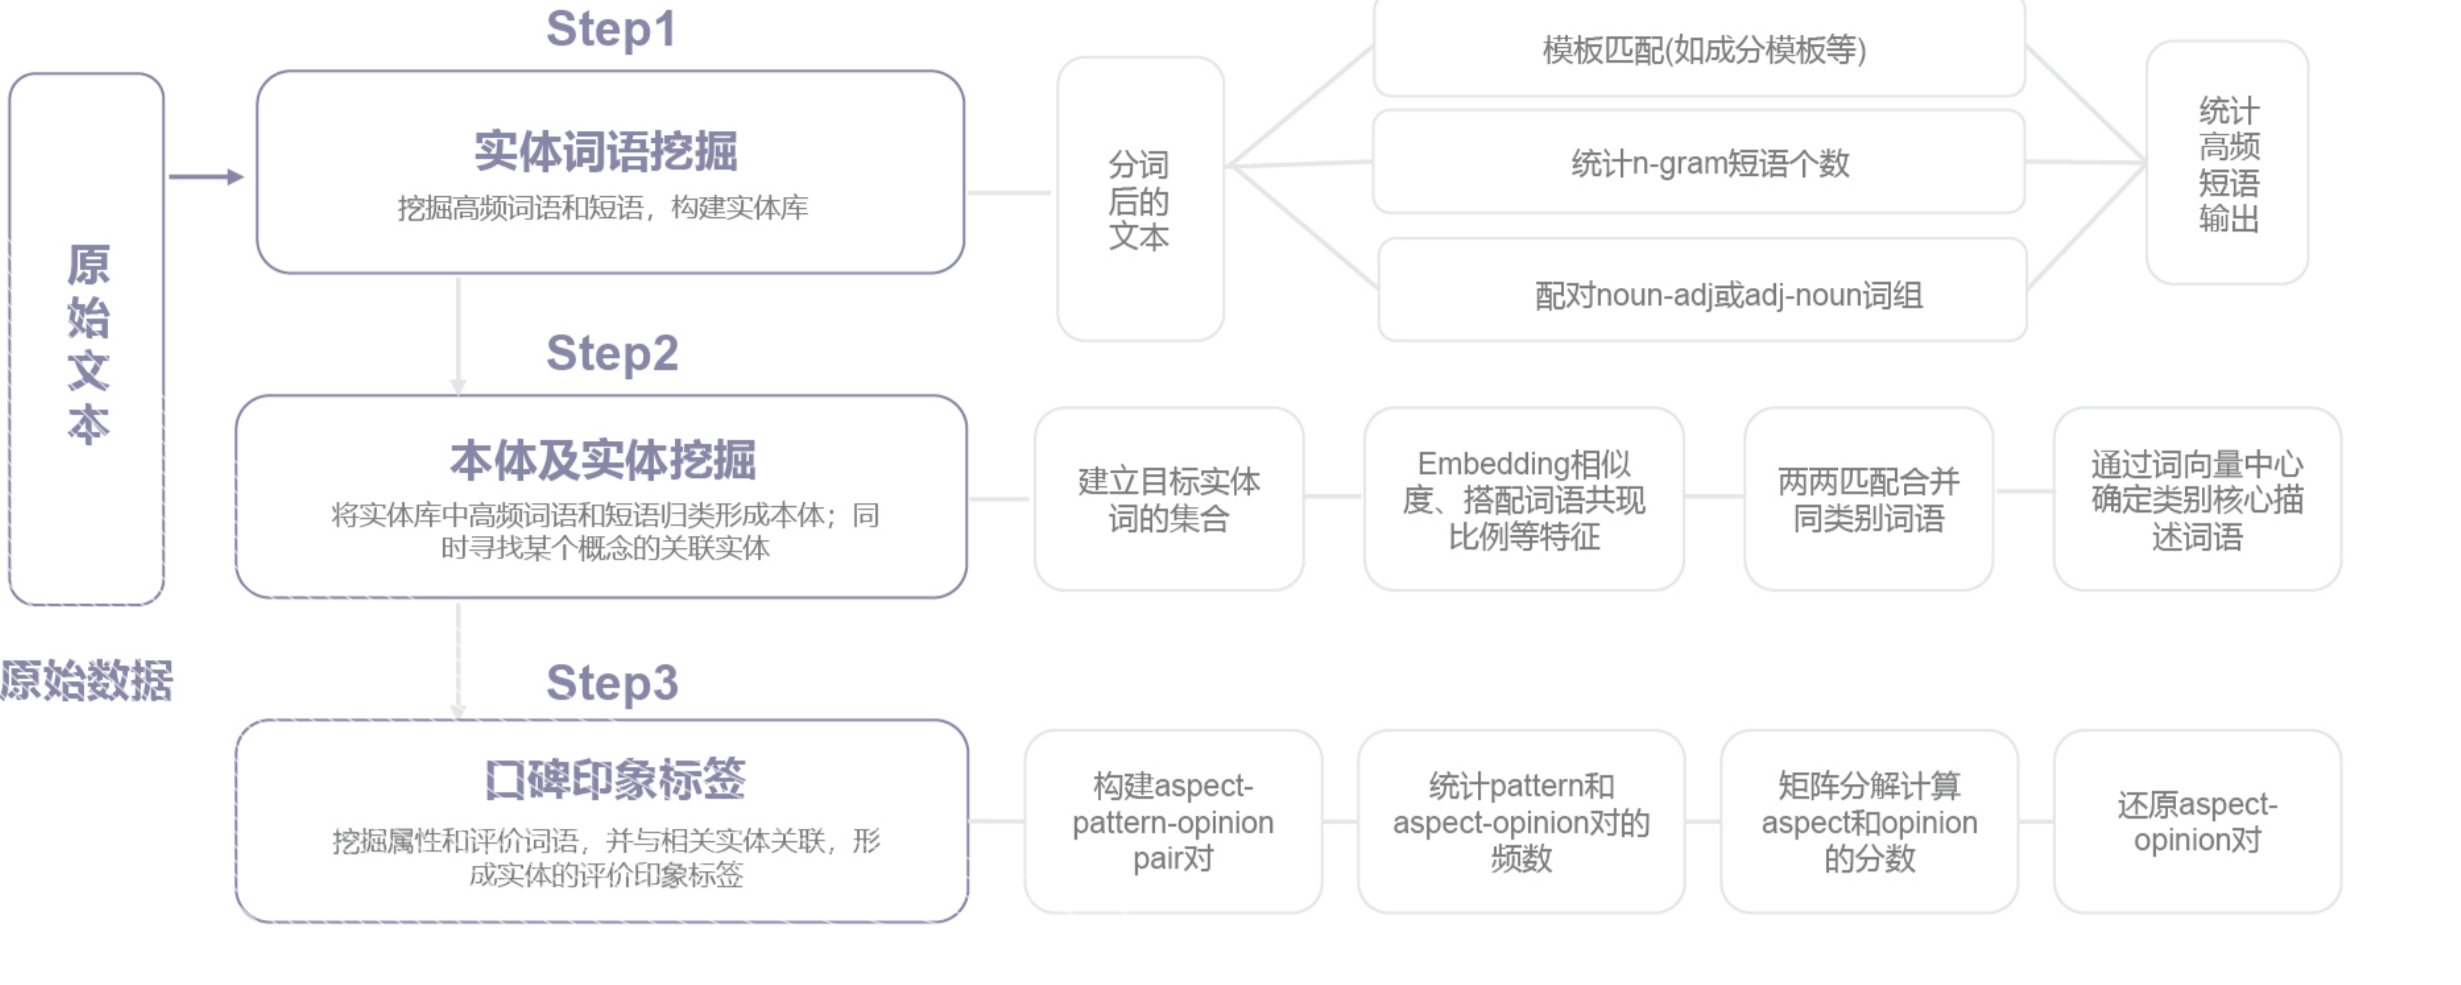 Step1
原
始
文
本
原始数据
实体词语挖掘
挖掘高频词语和短语，构建实体库
分词
后的
文本
模板匹配(如成分模板等)
统计n-gram短语个数
配对noun-adj或adj-noun词组
统计
高频
短语
输出
Step2
本体及实体挖掘
将实体库中高频词语和短语归类形成本体；同
时寻找某个概念的关联实体
建立目标实体
词的集合
Embedding相似
度、搭配词语共现
比例等特征
两两匹配合并
同类别词语
通过词向量中心
确定类别核心描
述词语
Step3
口碑印象标签
挖掘属性和评价词语，并与相关实体关联，形
成实体的评价印象标签
构建aspect-
pattern-opinion
pair对
统计pattern和
aspect-opinion对的
频数
矩阵分解计算
aspect和opinion
的分数
还原aspect-
opinion对